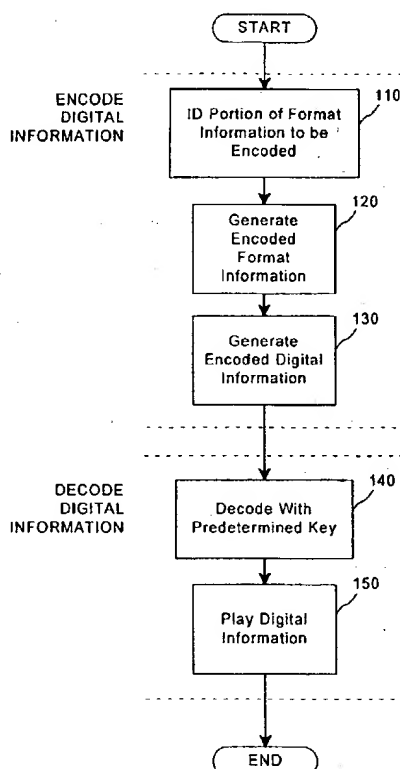 START
ENCODE
DIGITAL
INFORMATION
ID Portion of Format
Information to be
Encoded
110
Generate
Encoded
Format
Information
120
Generate
Encoded Digital
Information
130
DECODE
DIGITAL
INFORMATION
Decode With
Predetermined Key
140
Play Digital
Information
150
END